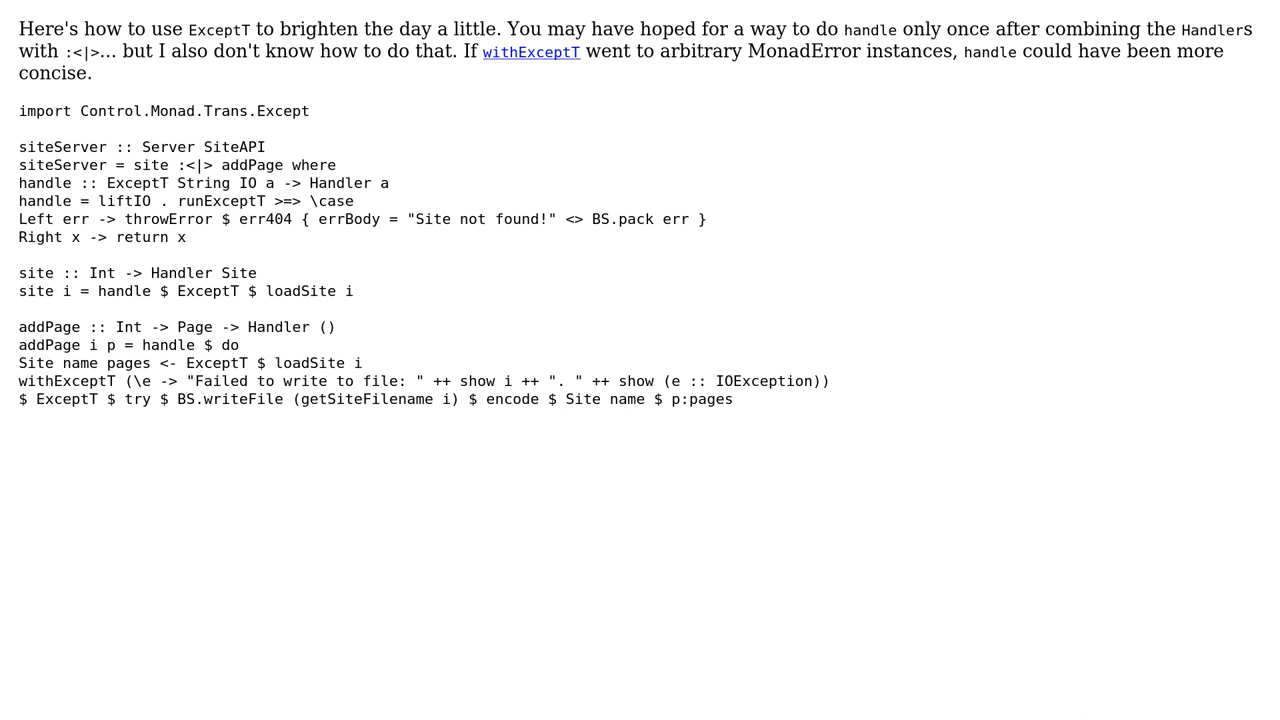 Here's how to use ExceptT to brighten the day a little. You may have hoped for a way to do handle only once after combining the Handlers
with :<|>... but I also don't know how to do that. If withExceptT went to arbitrary MonadError instances, handle could have been more
concise.
import Control.Monad.Trans.Except
siteServer :: Server SiteAPI
siteServer = site :<|> addPage where
handle :: ExceptT String IO a -> Handler a
handle = liftIO . runExceptT >=> \case
Left err -> throwError $ err404 { errBody = "Site not found!" <> BS.pack err }
Right x -> return x
site :: Int -> Handler Site
site i = handle $ ExceptT $ loadSite i
addPage :: Int -> Page -> Handler ()
addPage i p = handle $ do
Site name pages <- ExceptT $ loadSite i
withExceptT (\e -> "Failed to write to file: " ++ show i ++ ". " ++ show (e :: IOException))
$ ExceptT $ try $ BS.writeFile (getSiteFilename i) $ encode $ Site name $ p:pages